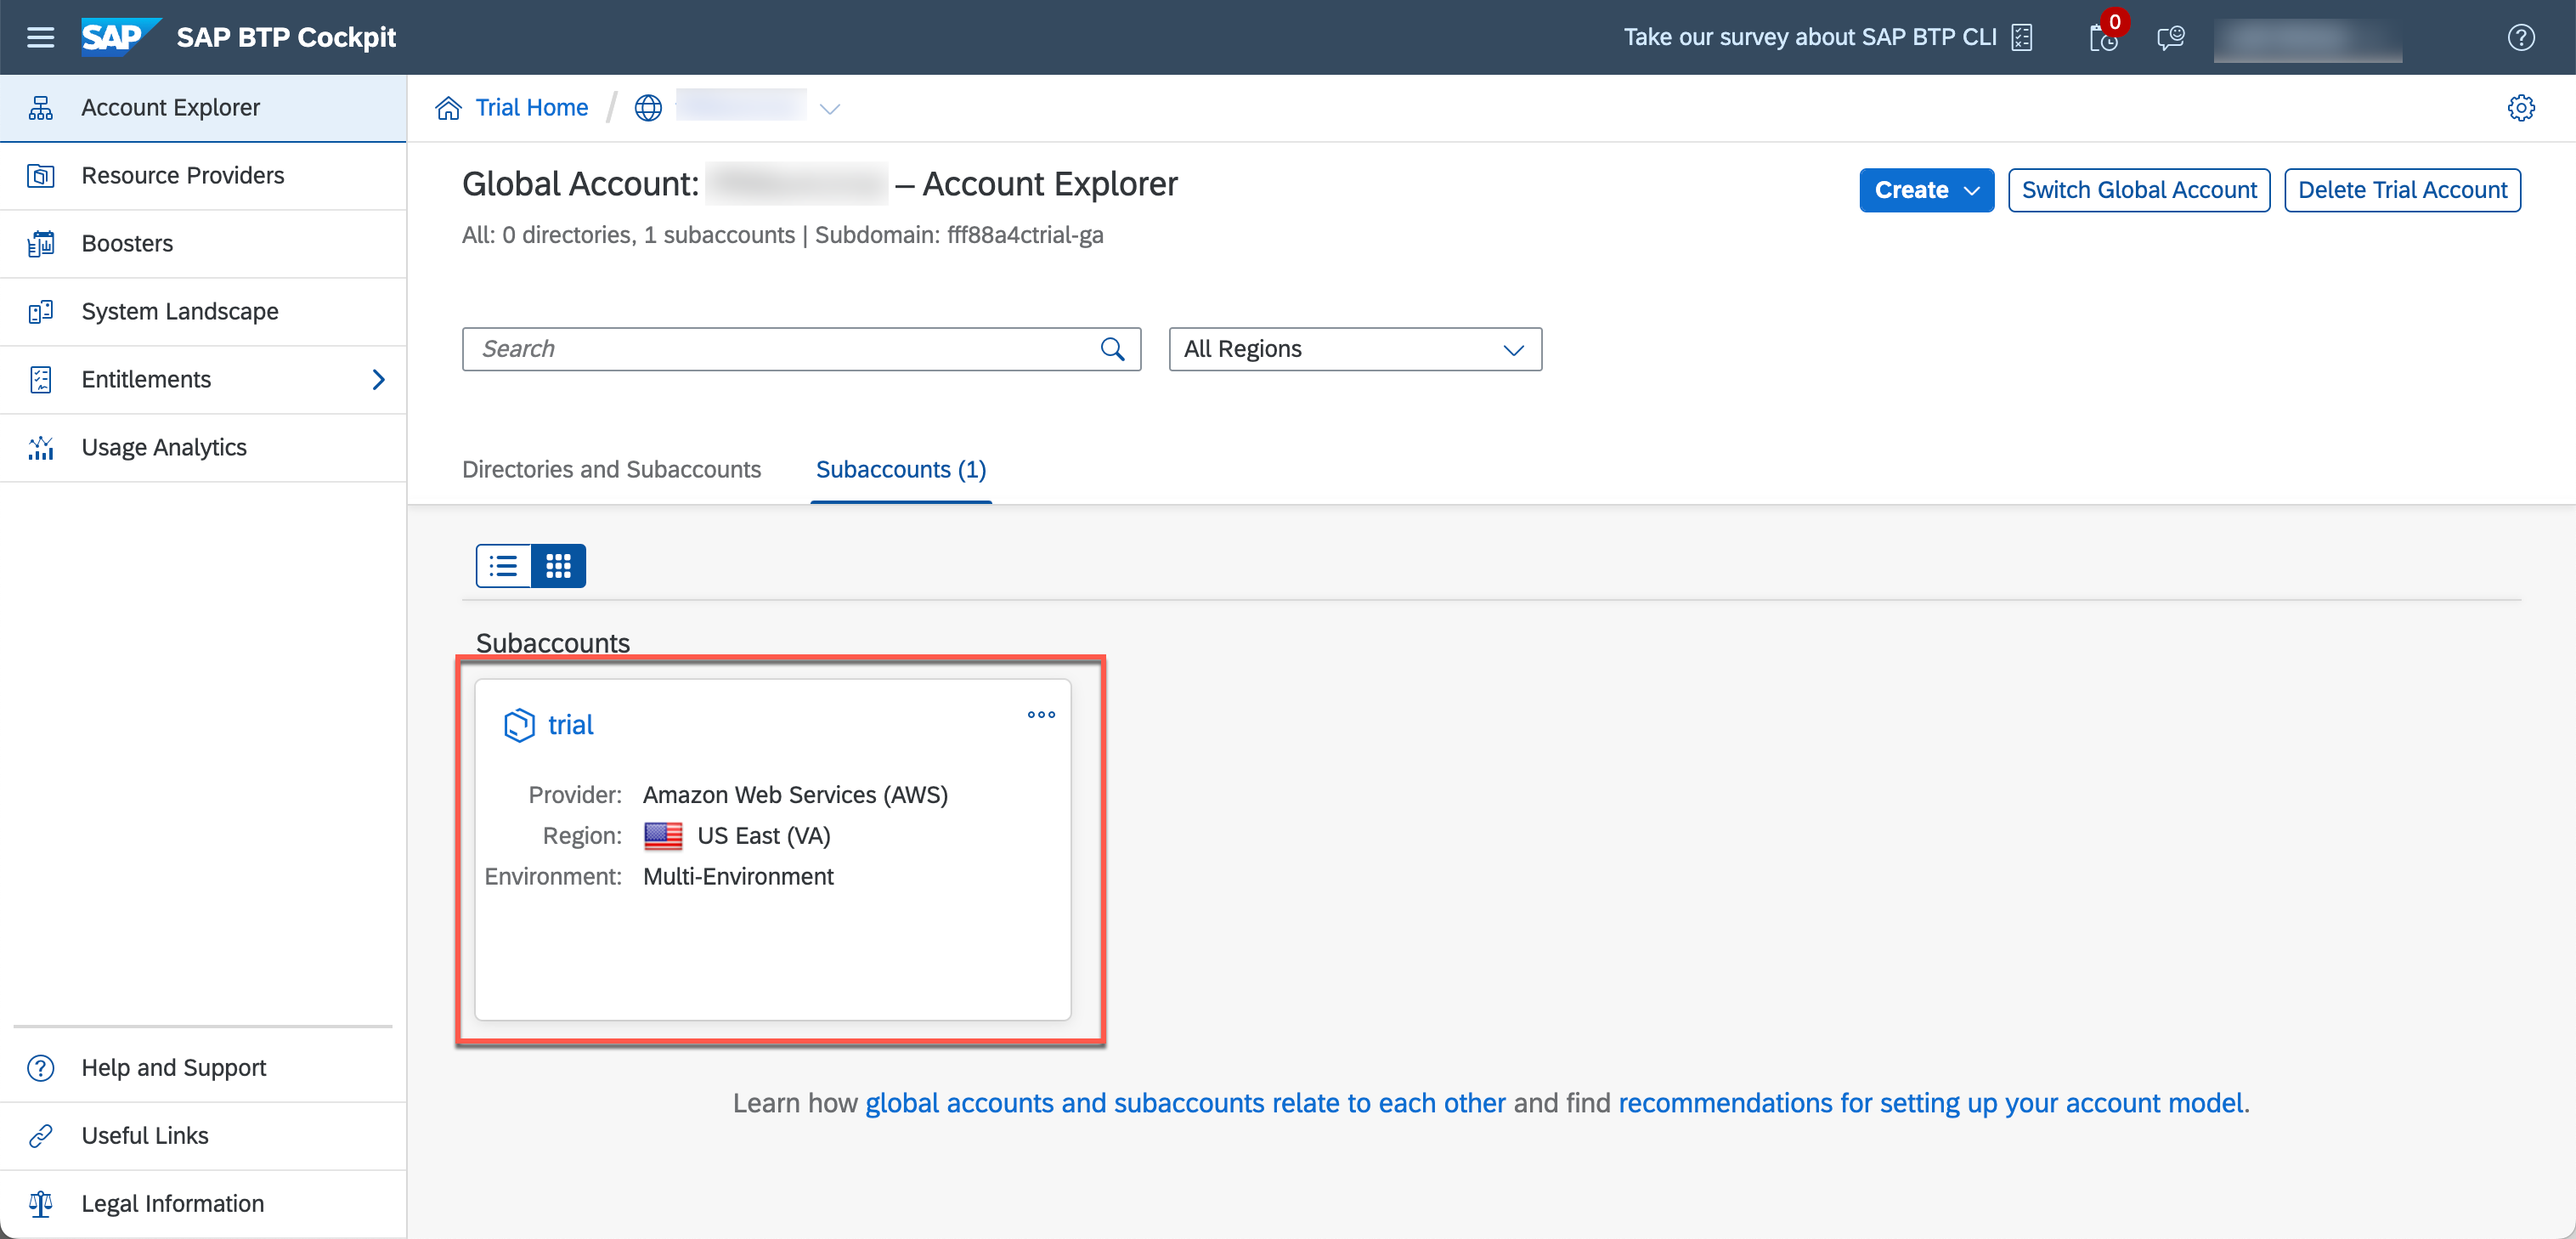 SAP SAP BTP Cockpit
Take our survey about SAP BTP CLI
0
Account Explorer
Resource Providers
Boosters
System Landscape
Entitlements
Usage Analytics
Help and Support
Useful Links
Legal Information
Trial Home /
Global Account: – Account Explorer
All: 0 directories, 1 subaccounts | Subdomain: fff88a4ctrial-ga
Create
Switch Global Account
Delete Trial Account
Search
All Regions
Directories and Subaccounts
Subaccounts (1)
Subaccounts
trial
Provider: Amazon Web Services (AWS)
Region: US East (VA)
Environment: Multi-Environment
Learn how global accounts and subaccounts relate to each other and find recommendations for setting up your account model.